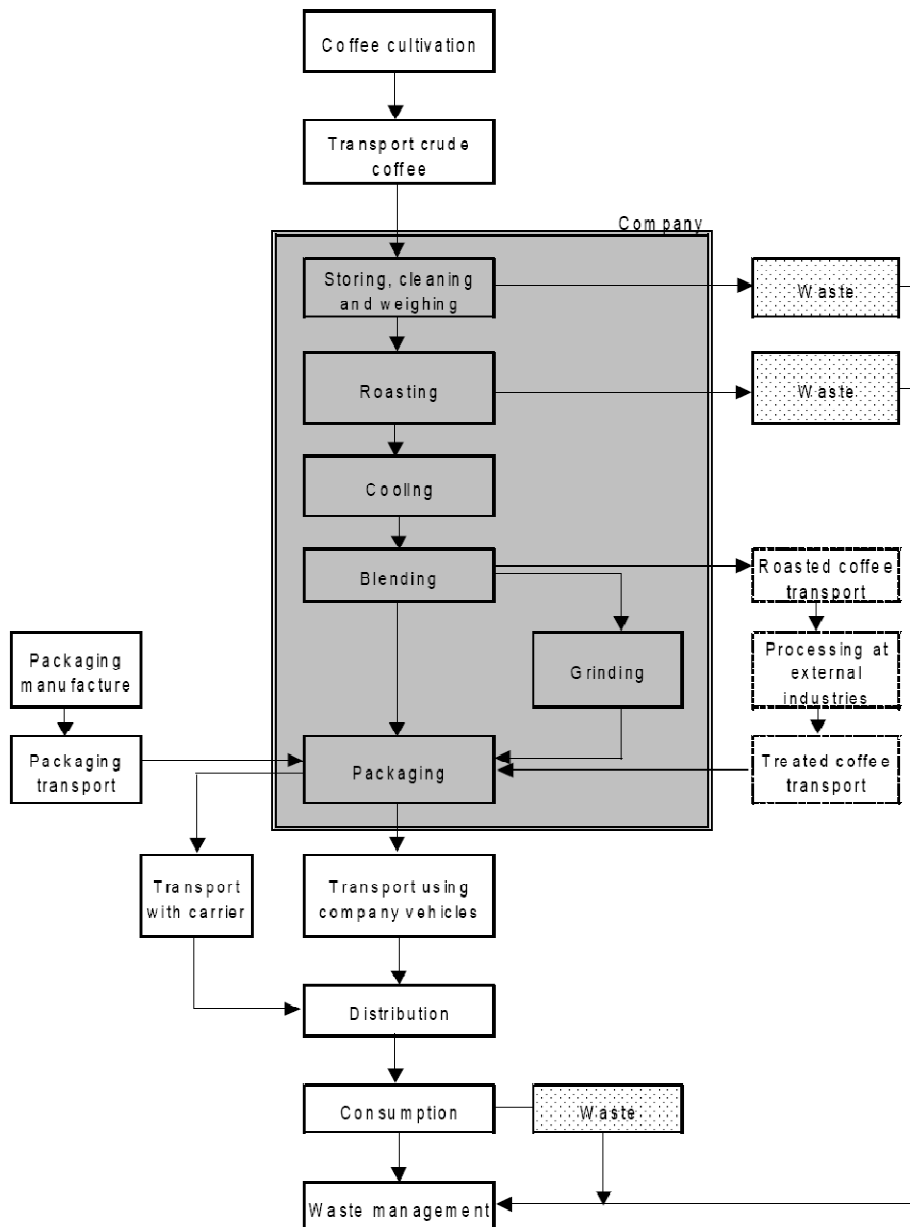 Coffee cultivation
Transport crude
coffee
Company
Storing, cleaning
and weighing
Waste
Roasting
Waste
Cooling
Blending
Roasted coffee
transport
Packaging
manufacture
Grinding
Processing at
external
industries
Packaging
transport
Packaging
Treated coffee
transport
Transport
with carrier
Transport using
company vehicles
Distribution
Consumption
Waste
Waste management